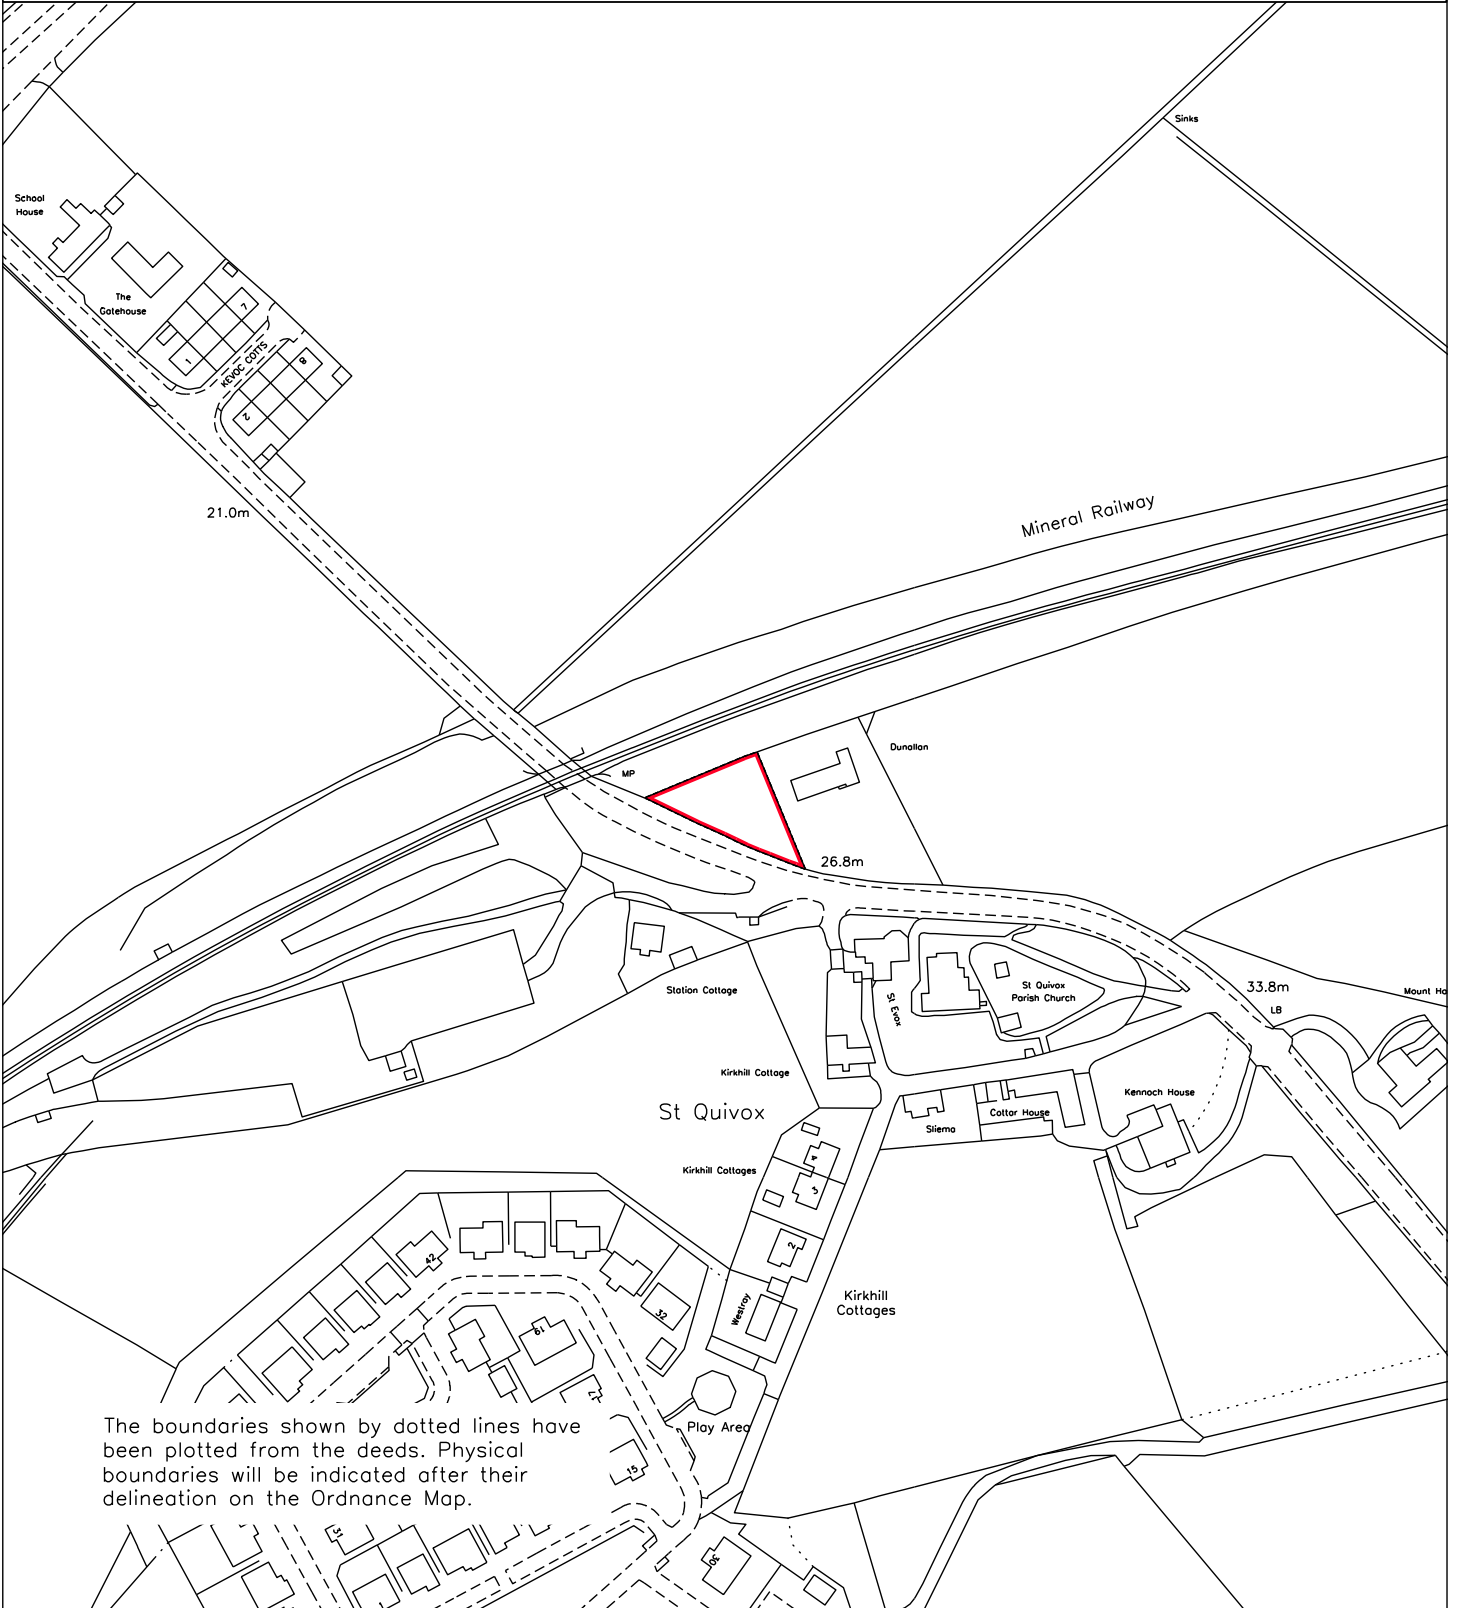 Sinks
School
House
The
Gatehouse
7
1
KEVOC COTTS
8
2
21.0m
Mineral Railway
MP
Dunallan
26.8m
Station Cottage
St Evox
St Quivox
Parish Church
33.8m
LB
Mount Ho
Kirkhill Cottage
St Quivox
Sliema
Cottar House
Kennoch House
Kirkhill Cottages
4
3
2
Westray
Kirkhill
Cottages
42
32
19
Play Area
15
The boundaries shown by dotted lines have
been plotted from the deeds. Physical
boundaries will be indicated after their
delineation on the Ordnance Map.
31
30